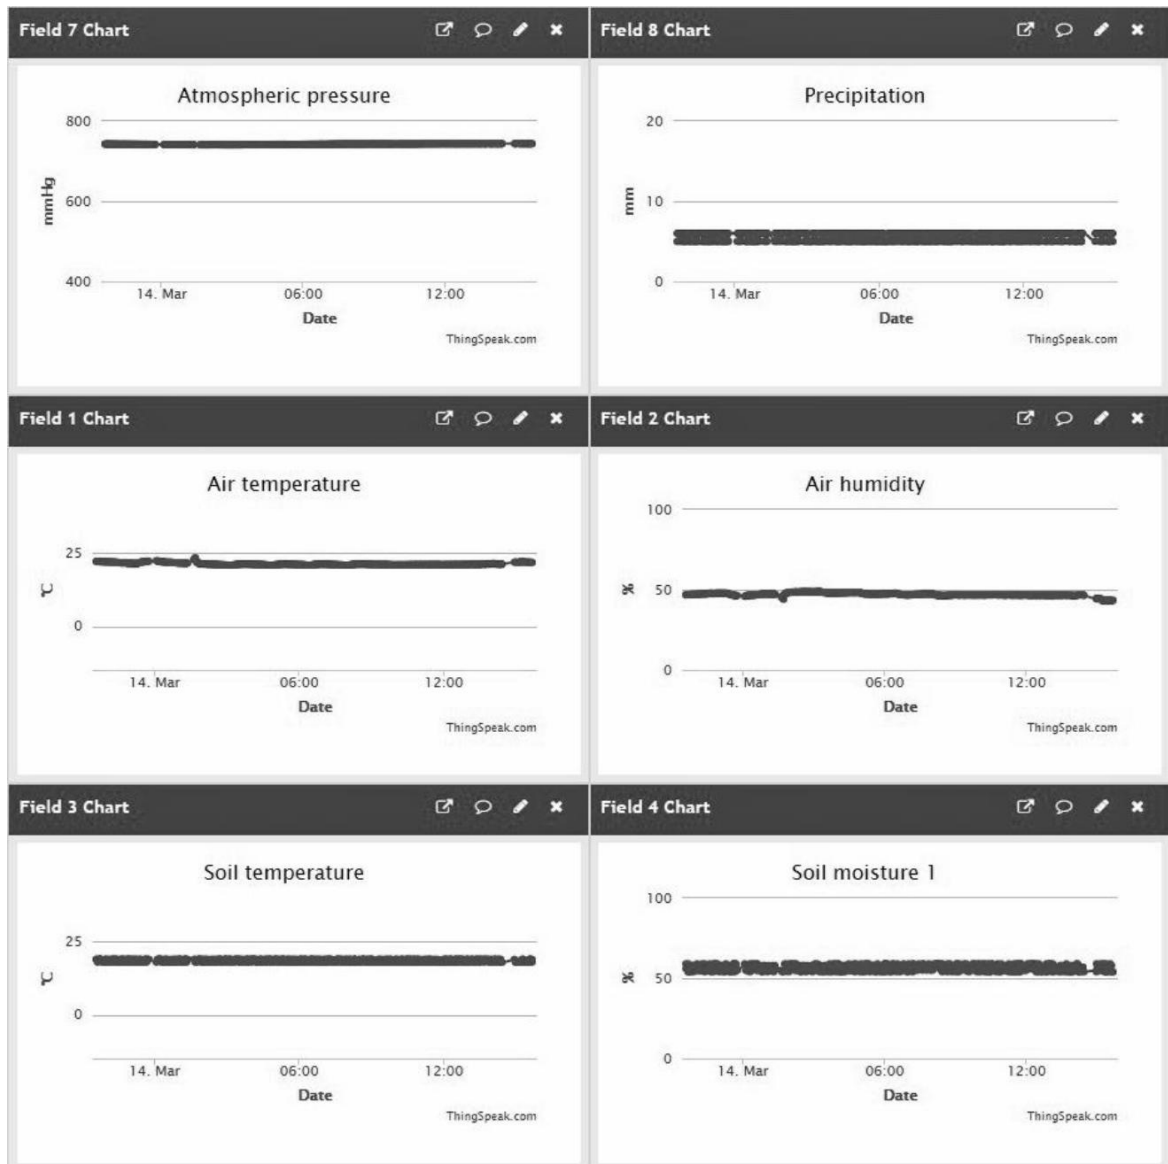 Field 7 Chart
Atmospheric pressure
800
600
400
mmHg
14. Mar 06:00 12:00
Date
ThingSpeak.com
Field 8 Chart
Precipitation
20
10
0
mm
14. Mar 06:00 12:00
Date
Field 1 Chart
Air temperature
25
0
℃
14. Mar 06:00 12:00
Date
ThingSpeak.com
Field 2 Chart
Air humidity
100
50
0
%
14. Mar 06:00 12:00
Date
ThingSpeak.com
Field 3 Chart
Soil temperature
25
0
℃
14. Mar 06:00 12:00
Date
ThingSpeak.com
Field 4 Chart
Soil moisture 1
100
50
0
%
14. Mar 06:00 12:00
Date
ThingSpeak.com